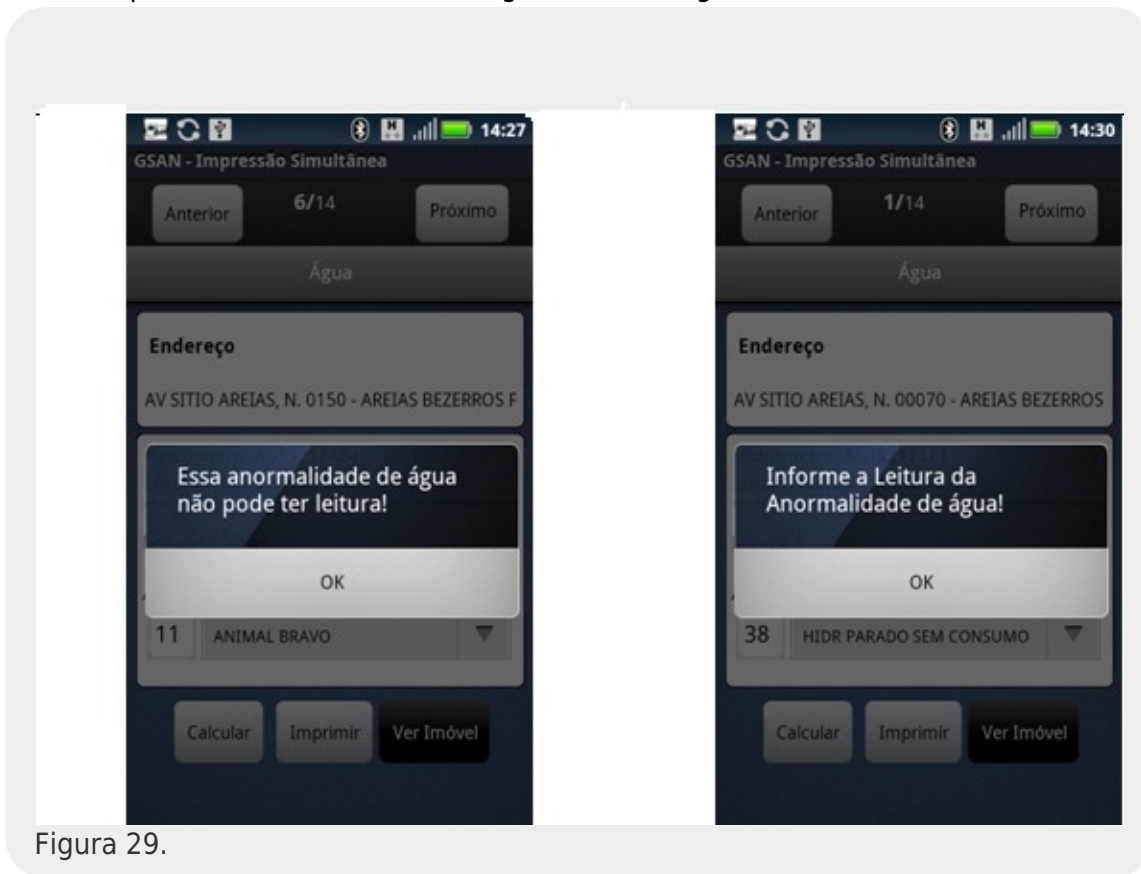 14:27
GSAN - Impressão Simultânea
Anterior
6/14
Próximo
Água
Endereço
AV SITIO AREIAS, N. 0150 - AREIAS BEZERROS F
Essa anormalidade de água
não pode ter leitura!
OK
11 ANIMAL BRAVO
Calcular
Imprimir
Ver Imóvel
14:30
GSAN - Impressão Simultânea
Anterior
1/14
Próximo
Água
Endereço
AV SITIO AREIAS, N. 00070 - AREIAS BEZERROS
Informe a Leitura da
Anormalidade de água!
OK
38 HIDR PARADO SEM CONSUMO
Calcular
Imprimir
Ver Imóvel
Figura 29.